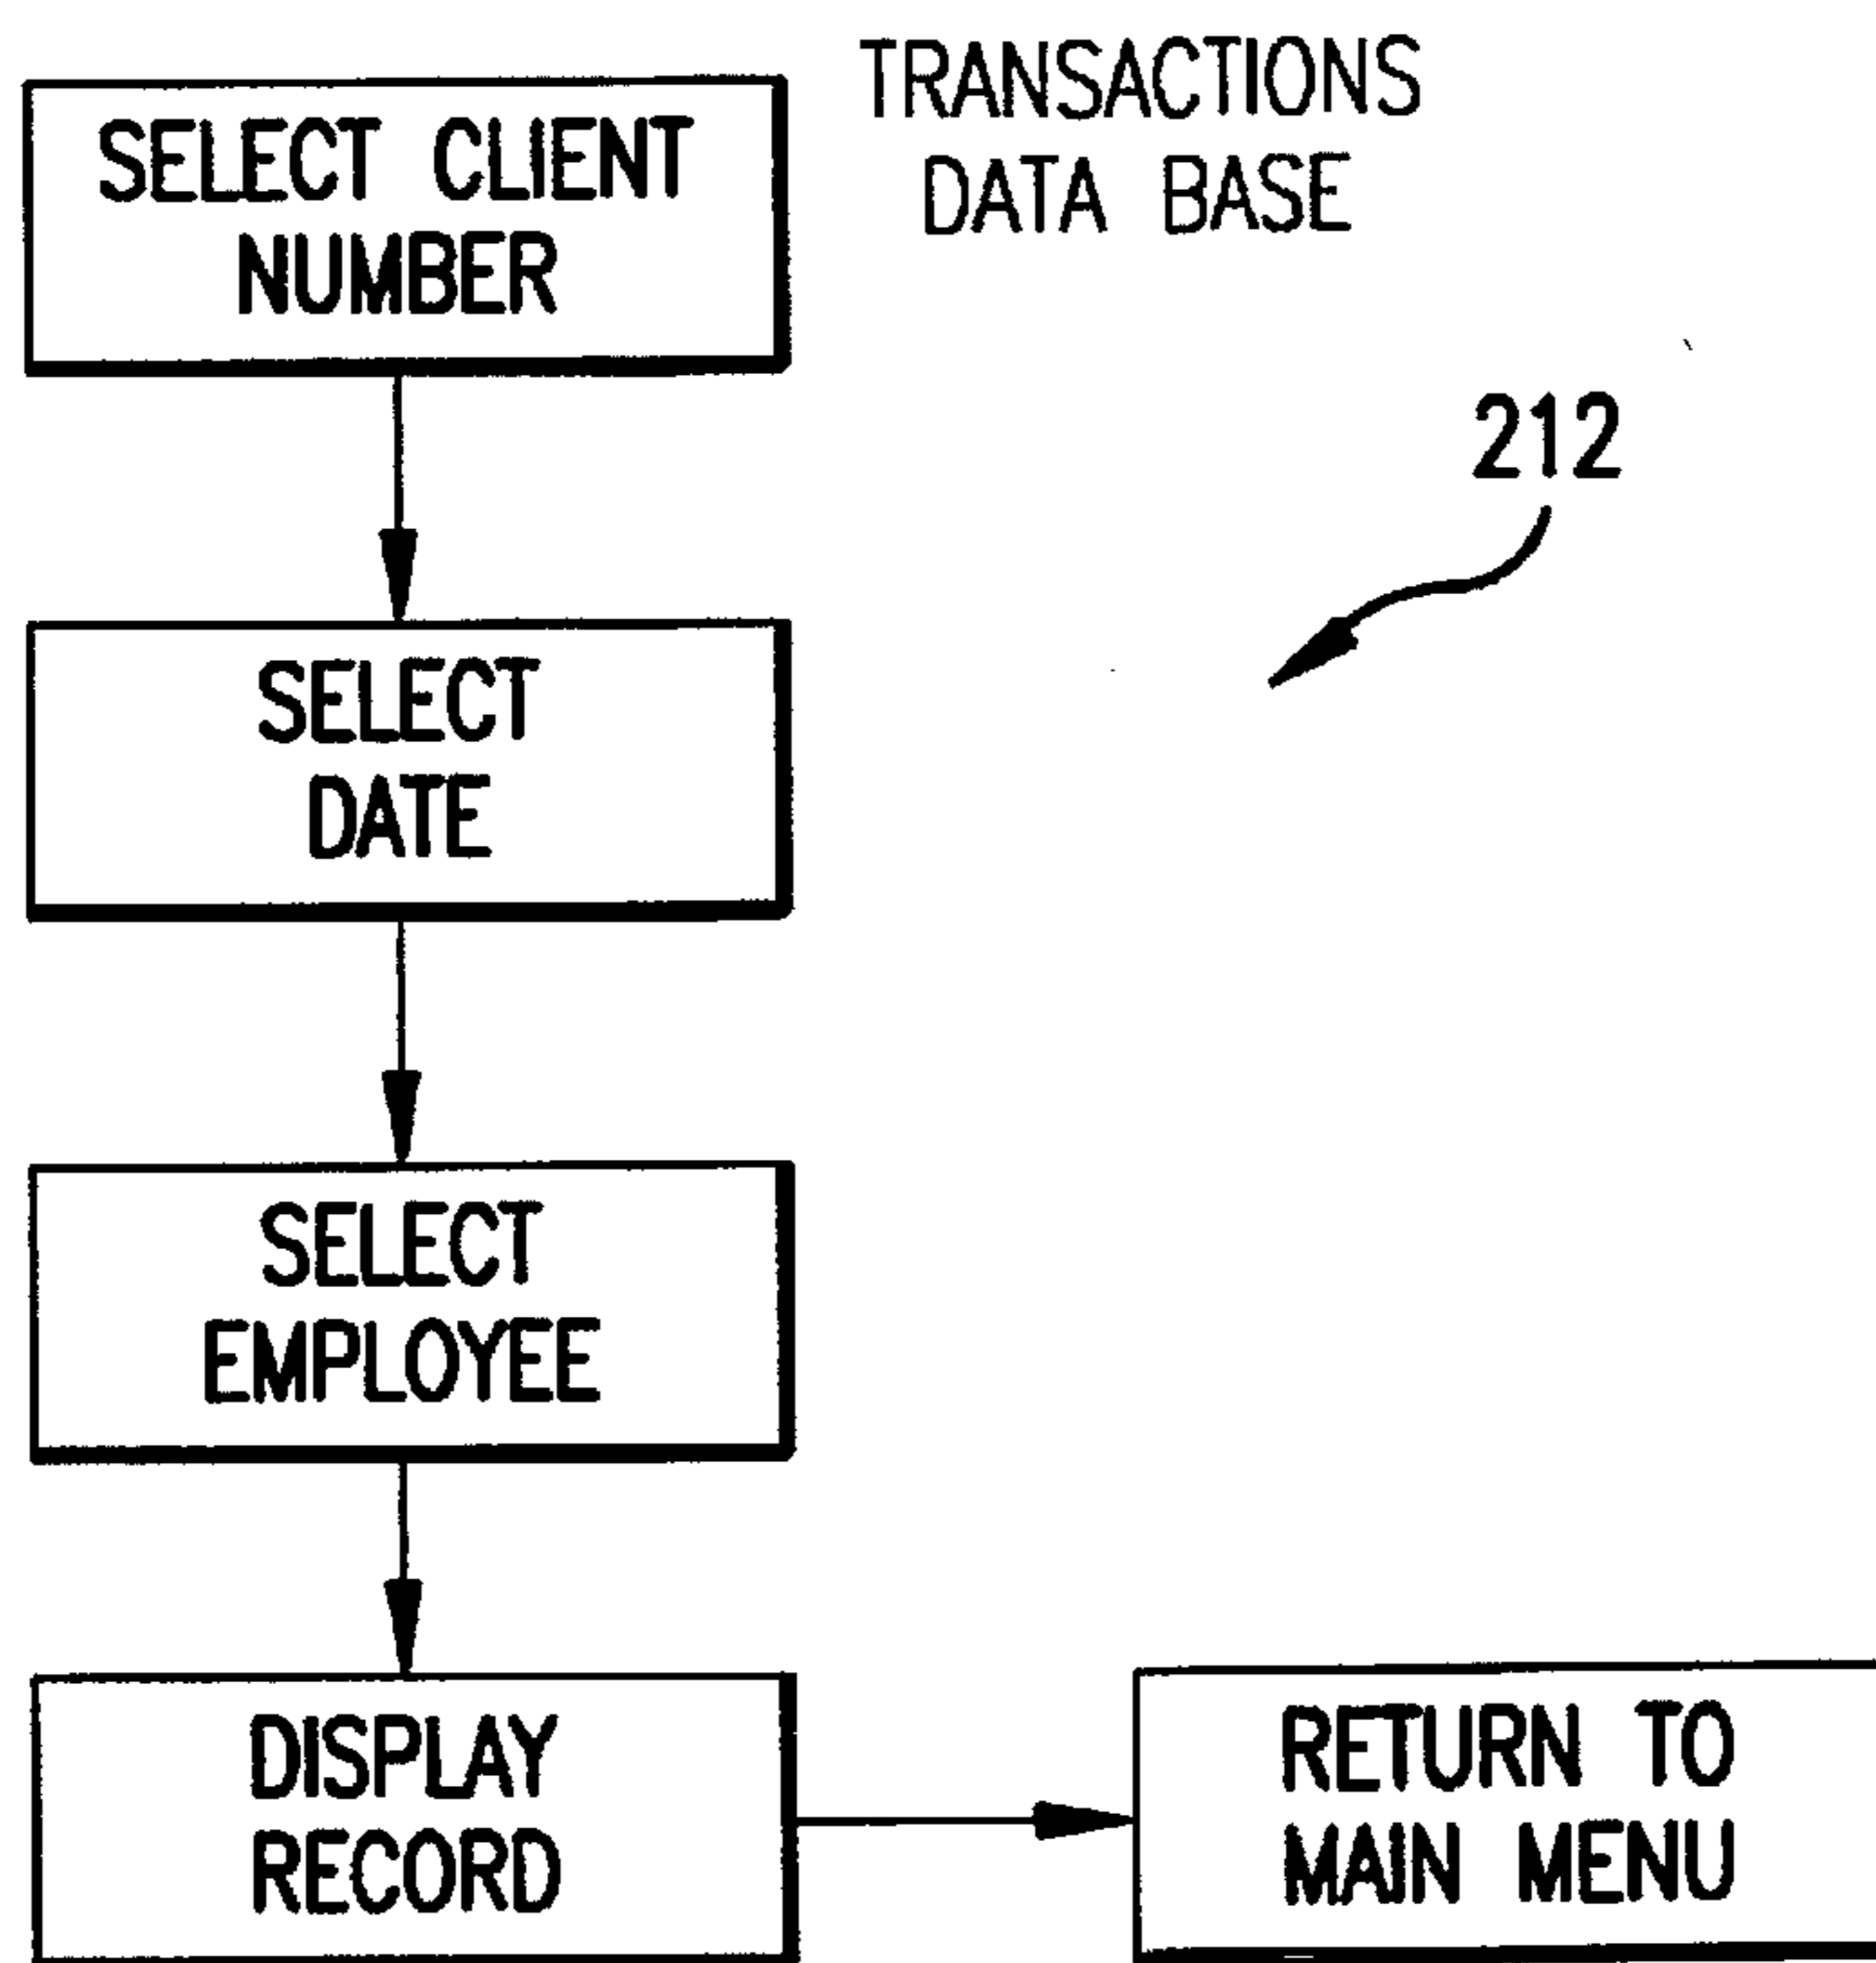 TRANSACTIONS
DATA BASE
SELECT CLIENT
NUMBER
212
SELECT
DATE
SELECT
EMPLOYEE
DISPLAY
RECORD
RETURN TO
MAIN MENU